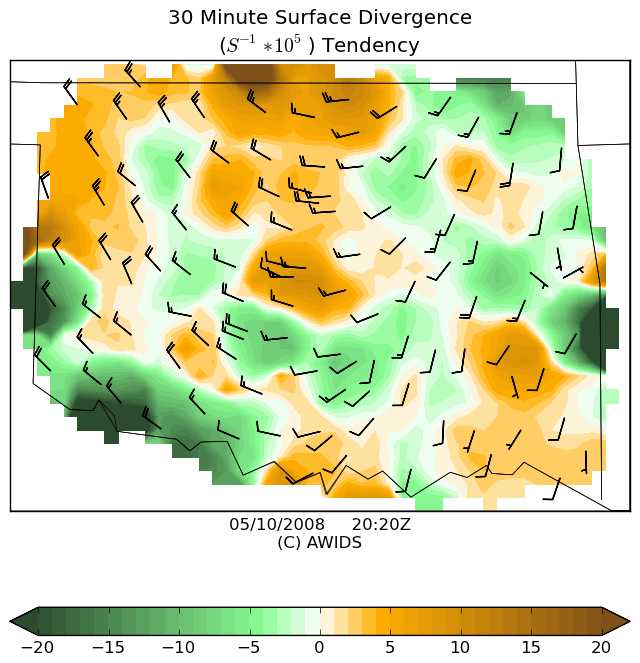 30 Minute Surface Divergence
(S⁻¹ * 10⁵ ) Tendency
05/10/2008 20:20Z
(C) AWIDS
−20 −15 −10 −5 0 5 10 15 20